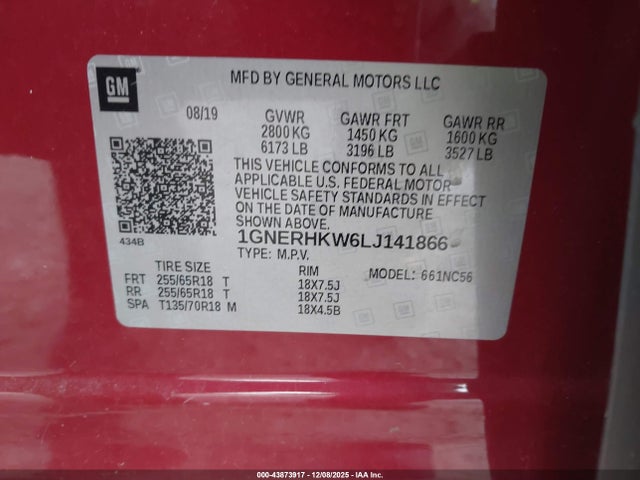 GM
MFD BY GENERAL MOTORS LLC
08/19 GVWR GAWR FRT GAWR RR
2800 KG 1450 KG 1600 KG
6173 LB 3196 LB 3527 LB
THIS VEHICLE CONFORMS TO ALL
APPLICABLE U.S. FEDERAL MOTOR
VEHICLE SAFETY STANDARDS IN EFFECT
ON THE DATE OF MANUFACTURE
SHOWN ABOVE.
434B
1GNERHKW6LJ141866
TYPE: M.P.V. MODEL: 661NC56
TIRE SIZE RIM
FRT 255/65R18 T 18X7.5J
RR 255/65R18 T 18X7.5J
SPA T135/70R18 M 18X4.5B
000-43873917 - 12/08/2025 - IAA Inc.